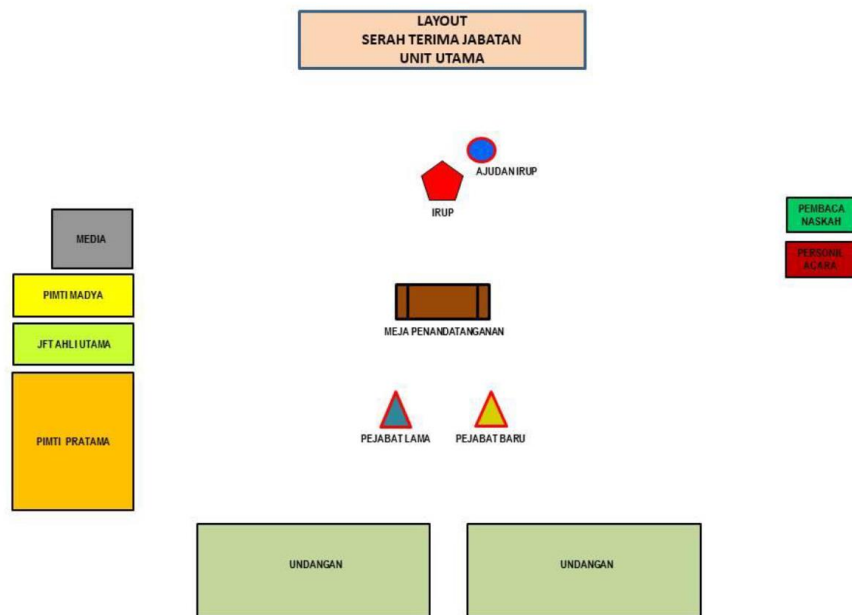 LAYOUT
SERAH TERIMA JABATAN
UNIT UTAMA
AJUDAN IRUP
IRUP
PEMBACA
NASKAH
MEDIA
PERSONIL
ACARA
PIMTI MADYA
MEJA PENANDATANGANAN
JFT AHLI UTAMA
PIMTI PRATAMA
PEJABAT LAMA
PEJABAT BARU
UNDANGAN
UNDANGAN